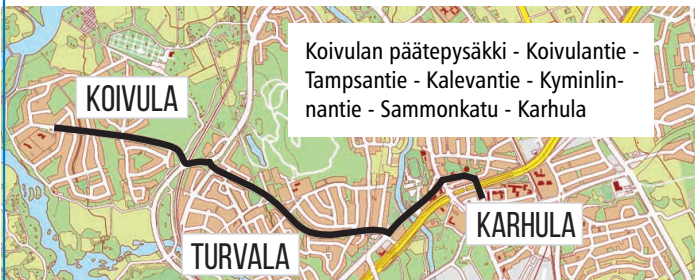 Koivulan päätepysäkki - Koivulantie -
Tampsantie - Kalevantie - Kyminlin-
nantie - Sammonkatu - Karhula
KOIVULA
KARHULA
TURVALA